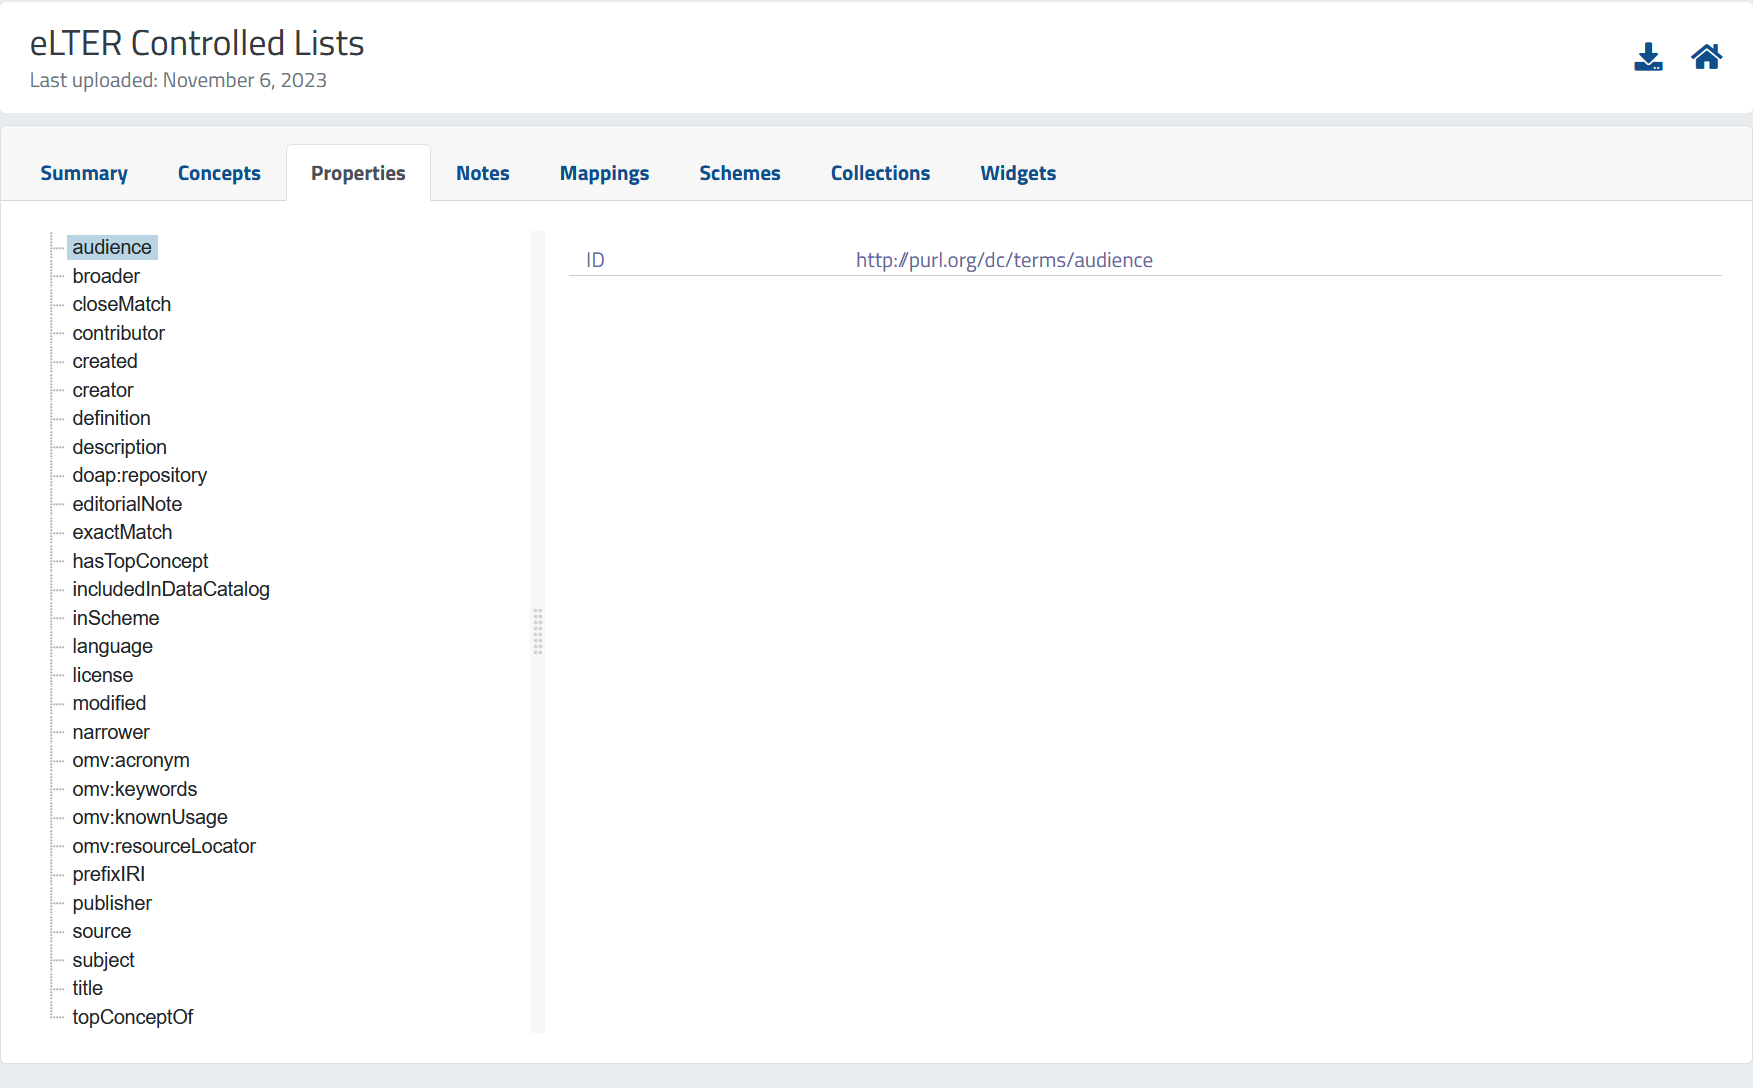 eLTER Controlled Lists
Last uploaded: November 6, 2023
Summary Concepts Properties Notes Mappings Schemes Collections Widgets
audience
broader
closeMatch
contributor
created
creator
definition
description
doap:repository
editorialNote
exactMatch
hasTopConcept
includedInDataCatalog
inScheme
language
license
modified
narrower
omv:acronym
omv:keywords
omv:knownUsage
omv:resourceLocator
prefixIRI
publisher
source
subject
title
topConceptOf
ID http://purl.org/dc/terms/audience